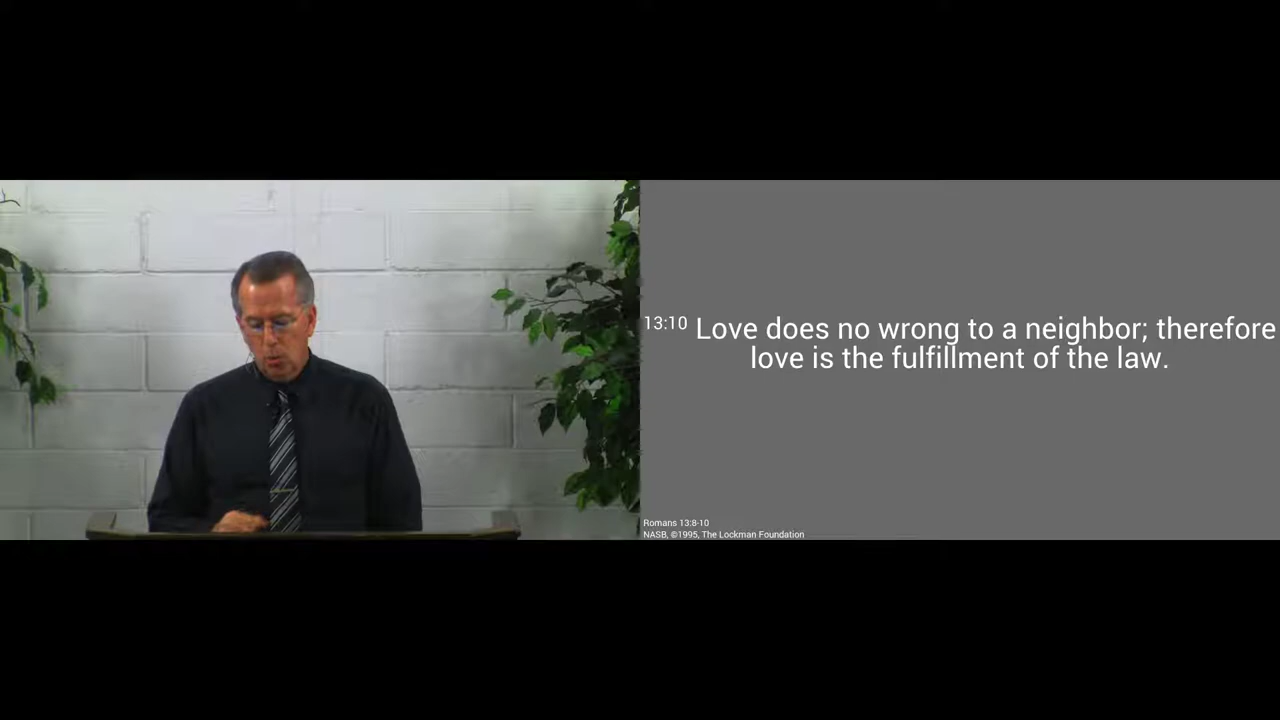 13:10 Love does no wrong to a neighbor; therefore
love is the fulfillment of the law.
Romans 13:8-10
NASB, ©1995, The Lockman Foundation